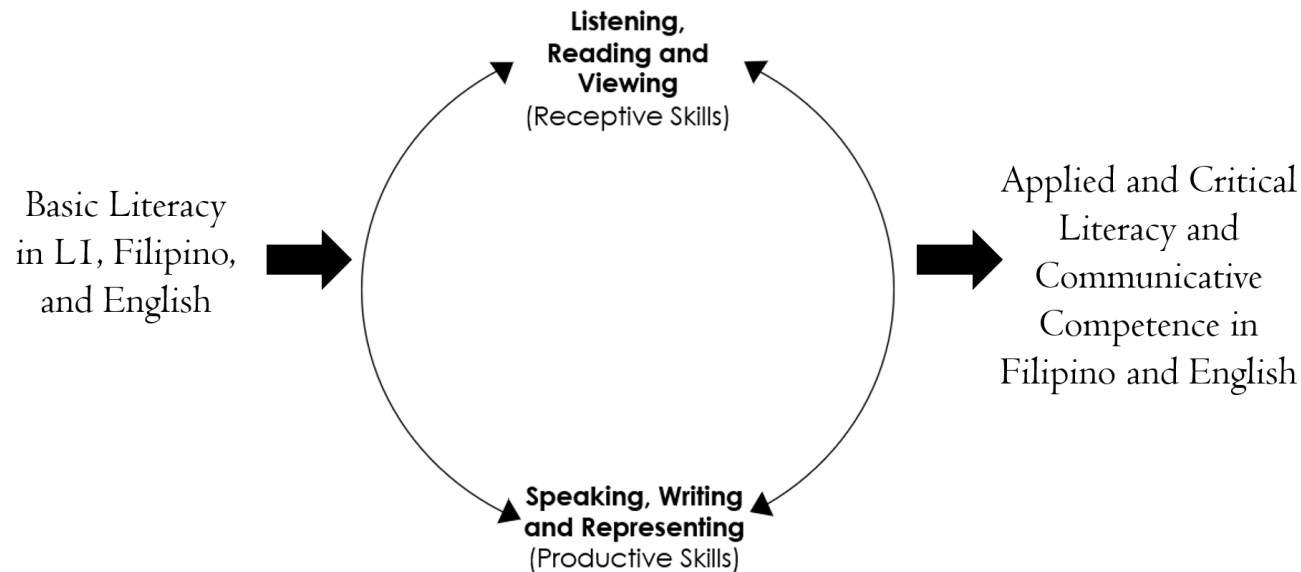 Listening,
Reading and
Viewing
(Receptive Skills)
Basic Literacy
in L1, Filipino,
and English
Applied and Critical
Literacy and
Communicative
Competence in
Filipino and English
Speaking, Writing
and Representing
(Productive Skills)